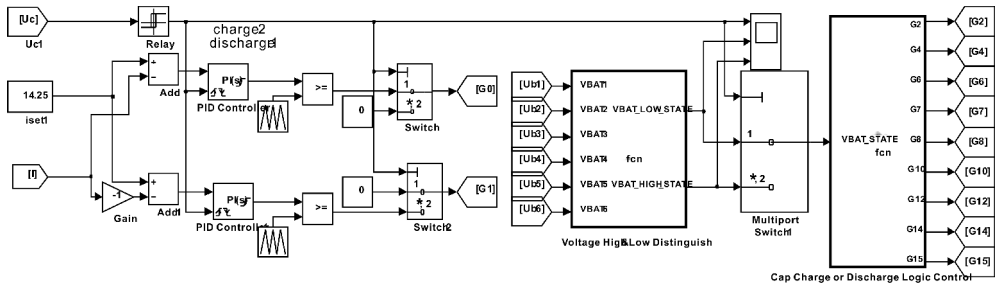 [Uc]
Uc1
Relay
charge2
discharge1
14.25
iset1
[I]
-1
Gain
+
−
Add
+
−
Add1
PI(s)
PID Controller
PI(s)
PID Controller
>=
>=
0
0
1
*, 2
Switch
1
*, 2
Switch2
[G0]
[G1]
[Ub1]
[Ub2]
[Ub3]
[Ub4]
[Ub5]
[Ub6]
VBAT1
VBAT2 VBAT_LOW_STATE
VBAT3
VBAT4 fcn
VBAT5 VBAT_HIGH_STATE
VBAT6
Voltage High&Low Distinguish
1
*, 2
Multiport
Switch1
VBAT_STATE
fcn
G2
G4
G6
G7
G8
G10
G12
G14
G15
Cap Charge or Discharge Logic Control
[G2]
[G4]
[G6]
[G7]
[G8]
[G10]
[G12]
[G14]
[G15]